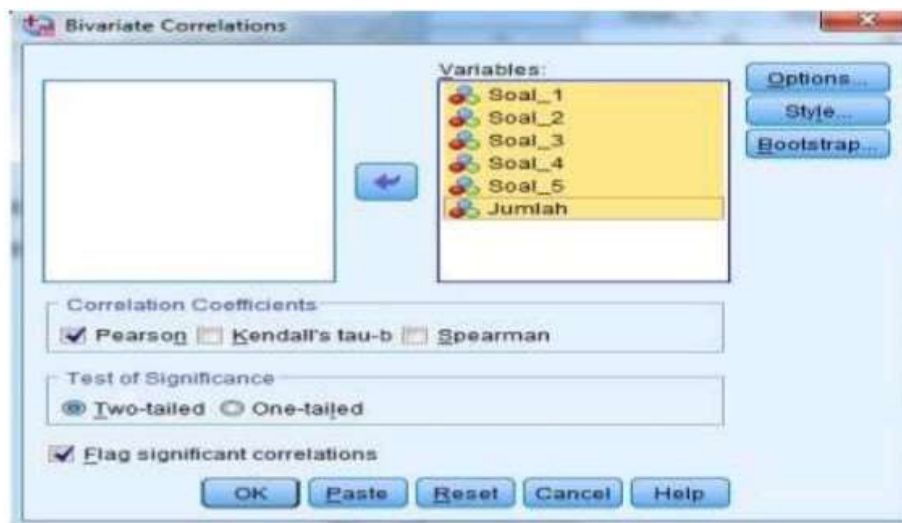 Bivariate Correlations
Variables:
Soal_1
Soal_2
Soal_3
Soal_4
Soal_5
Jumlah
Options...
Style...
Bootstrap...
Correlation Coefficients
Pearson Kendall's tau-b Spearman
Test of Significance
Two-tailed One-tailed
Flag significant correlations
OK Paste Reset Cancel Help